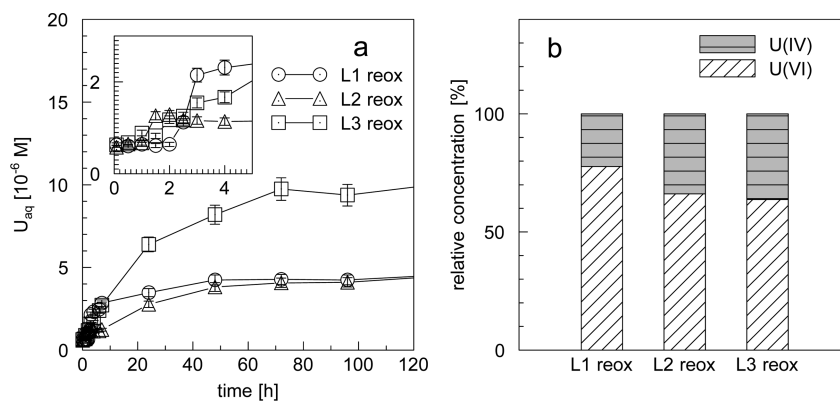 a
L1 reox
L2 reox
L3 reox
U_aq [10^-6 M]
20
15
10
5
0
0 20 40 60 80 100 120
time [h]
2
0
0 2 4
b
U(IV)
U(VI)
relative concentration [%]
100
50
0
L1 reox L2 reox L3 reox